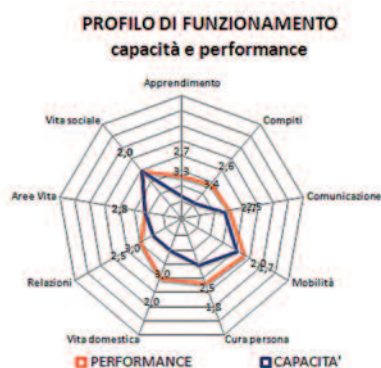 PROFILO DI FUNZIONAMENTO
capacità e performance
Apprendimento
Vita sociale
Compiti
2,7
2,0
2,6
3,3
3,4
Aree Vita
Comunicazione
2,8
2,5
3,0
2,5
2,0
1,7
Relazioni
Mobilità
3,0
2,5
2,0
1,8
Vita domestica
Cura persona
PERFORMANCE
CAPACITA'